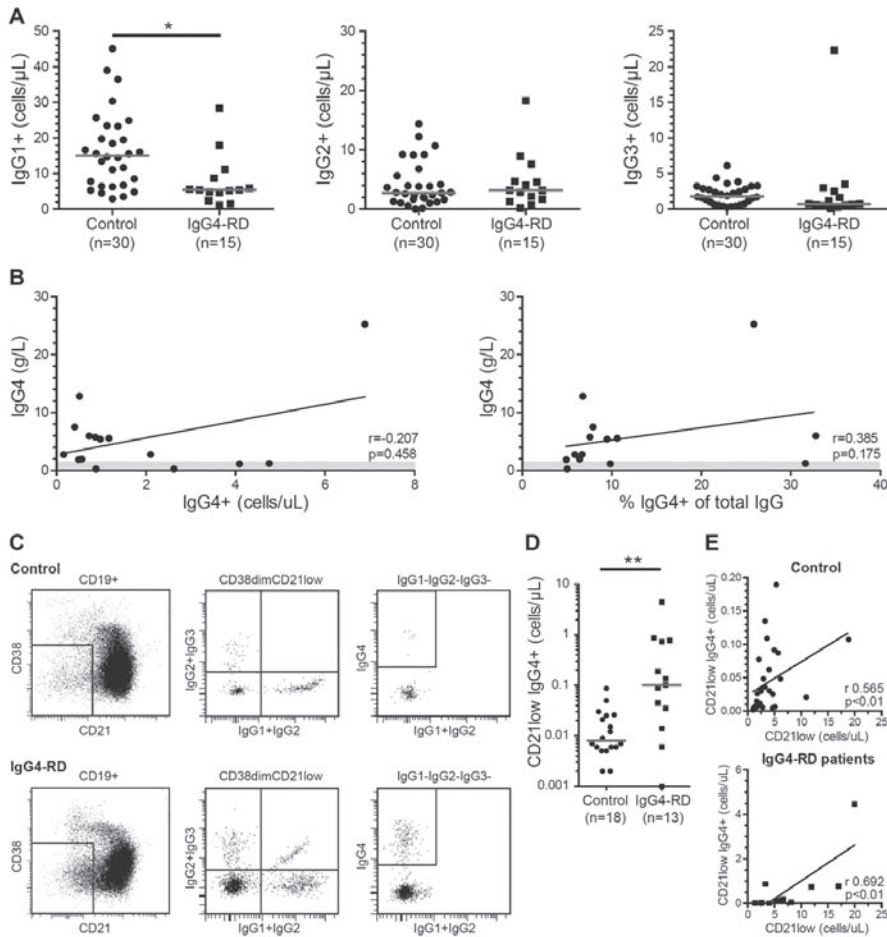 A
*
IgG1+ (cells/µL)
50
40
30
20
10
0
Control
(n=30)
IgG4-RD
(n=15)
IgG2+ (cells/µL)
30
20
10
0
Control
(n=30)
IgG4-RD
(n=15)
IgG3+ (cells/µL)
25
20
15
10
5
0
Control
(n=30)
IgG4-RD
(n=15)
B
IgG4
(g/L)
30
20
10
0
r=-0.207
p=0.458
0 2 4 6 8
IgG4+ (cells/uL)
IgG4
(g/L)
30
20
10
0
r=0.385
p=0.175
0 10 20 30 40
% IgG4+ of total IgG
C
Control
CD19+
CD38
CD21
CD38dimCD21low
IgG2+IgG3
IgG1+IgG2
IgG1-IgG2-IgG3-
IgG4
IgG1+IgG2
IgG4-RD
CD19+
CD38
CD21
CD38dimCD21low
IgG2+IgG3
IgG1+IgG2
IgG1-IgG2-IgG3-
IgG4
IgG1+IgG2
D
**
CD21low IgG4+ (cells/µL)
10
4
1
0.1
0.01
0.001
Control
(n=18)
IgG4-RD
(n=13)
E
Control
CD21low IgG4+ (cells/uL)
0.20
0.15
0.10
0.05
0.00
r 0.565
p<0.01
0 5 10 15 20 25
CD21low (cells/uL)
IgG4-RD patients
CD21low IgG4+ (cells/uL)
6
4
2
0
r 0.692
p<0.01
0 5 10 15 20 25
CD21low (cells/uL)